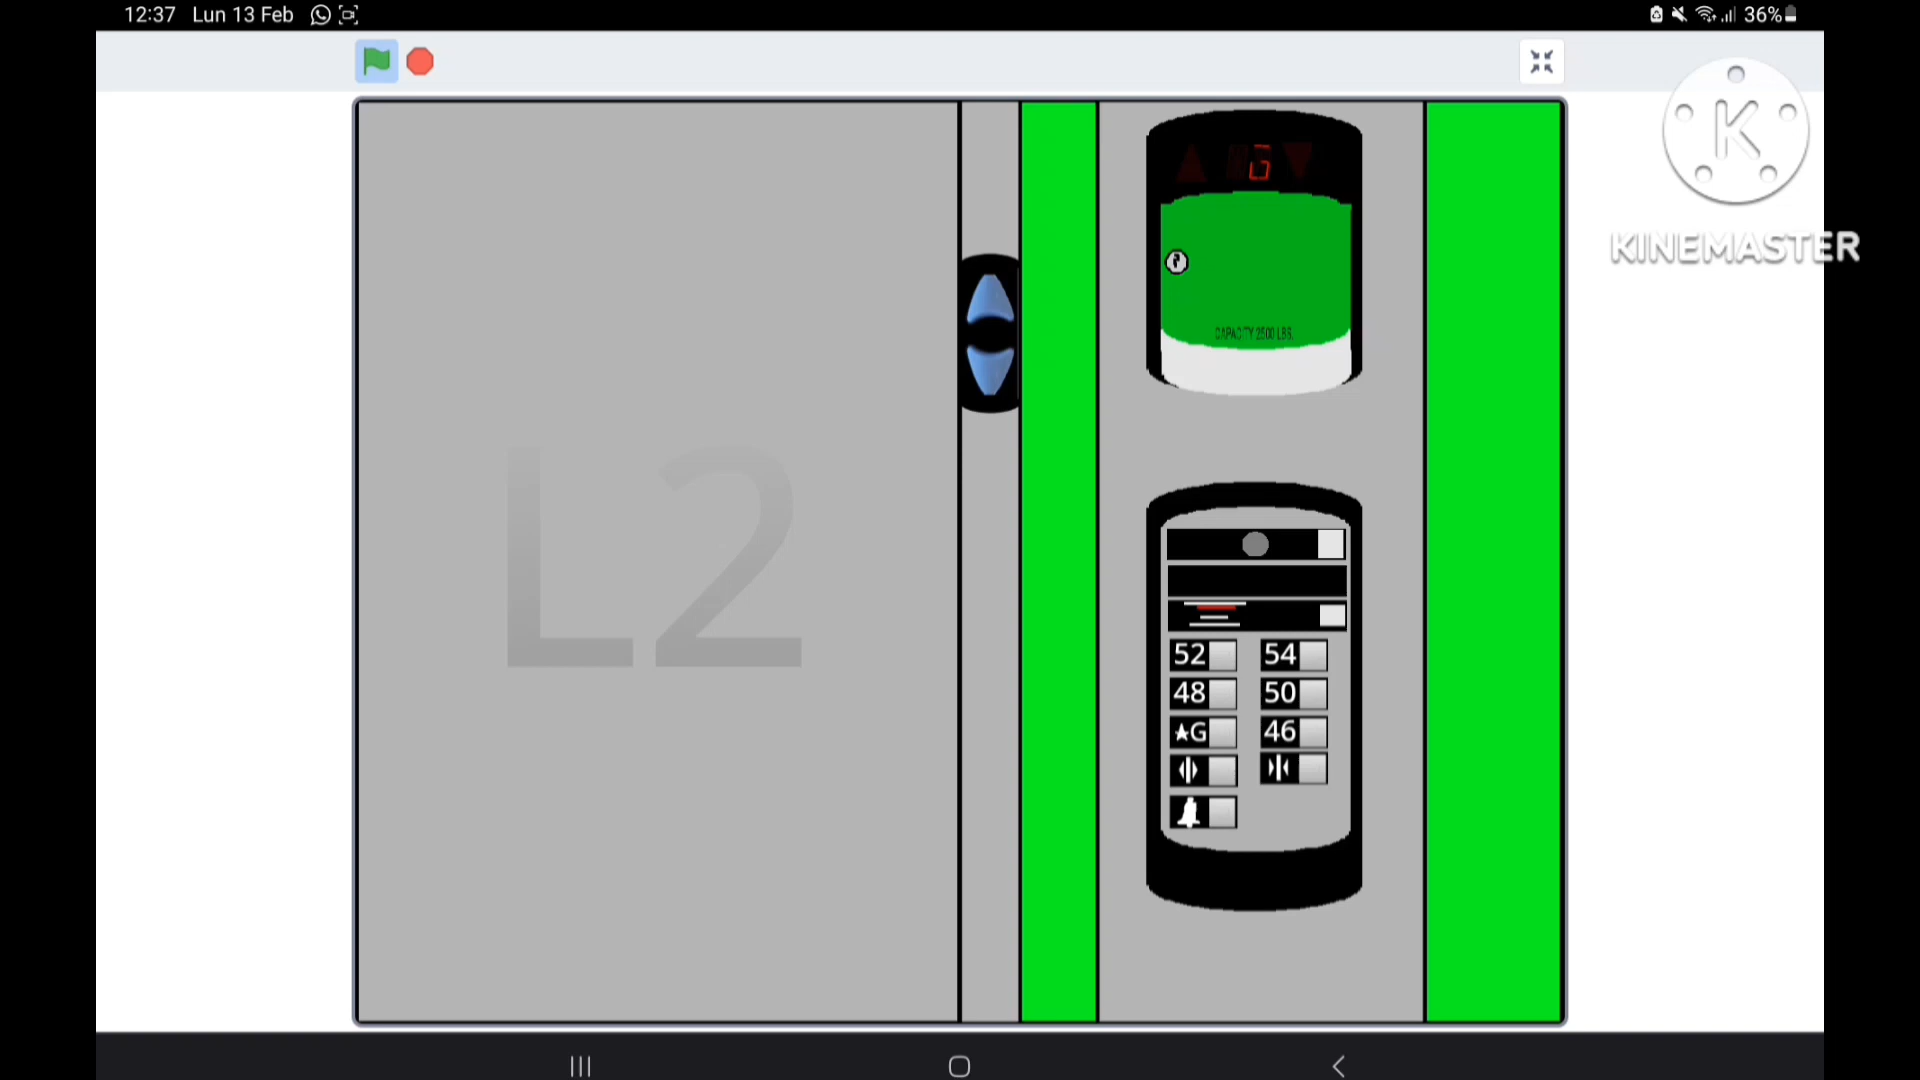 12:37 Lun 13 Feb
36%
K
KINEMASTER
G
CAPACITY 2500 LBS.
L2
52 54
48 50
★G 46